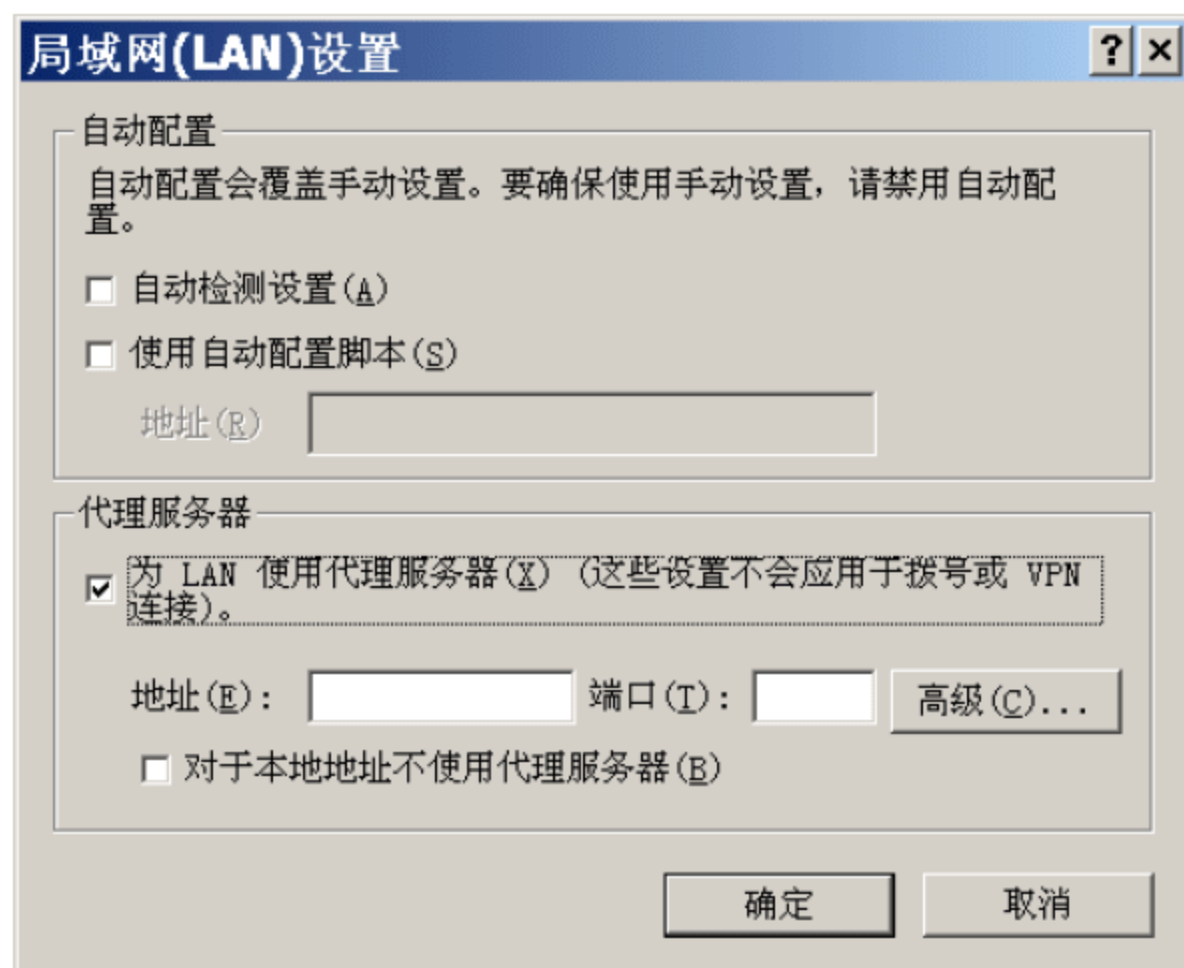 局域网(LAN)设置
自动配置
自动配置会覆盖手动设置。要确保使用手动设置，请禁用自动配
置。
自动检测设置(A)
使用自动配置脚本(S)
地址(R)
代理服务器
为 LAN 使用代理服务器(X) (这些设置不会应用于拨号或 VPN
连接)。
地址(E): 端口(T): 高级(C)...
对于本地地址不使用代理服务器(B)
确定 取消